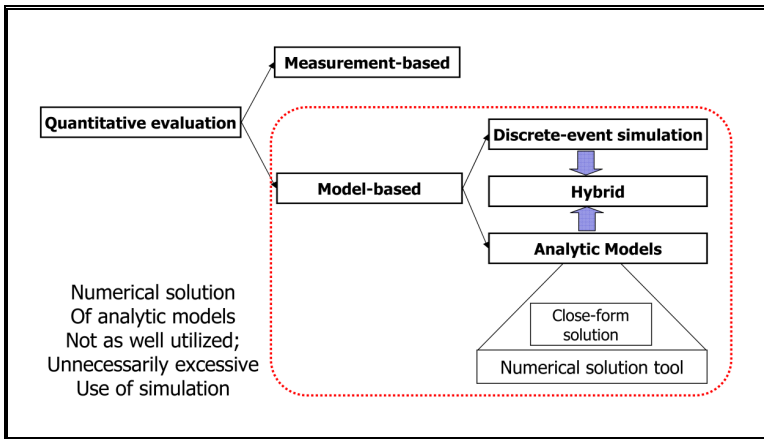 Measurement-based
Quantitative evaluation
Discrete-event simulation
Model-based
Hybrid
Analytic Models
Numerical solution
Of analytic models
Not as well utilized;
Unnecessarily excessive
Use of simulation
Close-form
solution
Numerical solution tool